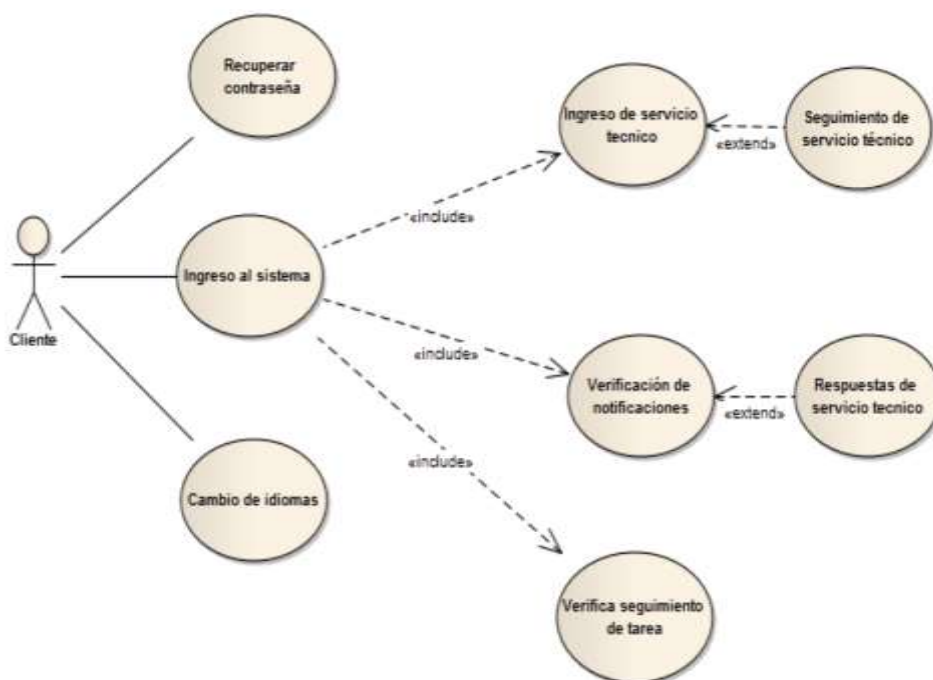 Recuperar
contraseña
Ingreso de servicio
tecnico
Seguimiento de
servicio técnico
«extend»
«include»
Ingreso al sistema
Cliente
«include»
Verificación de
notificaciones
Respuestas de
servicio tecnico
«extend»
«include»
Cambio de idiomas
Verifica seguimiento
de tarea